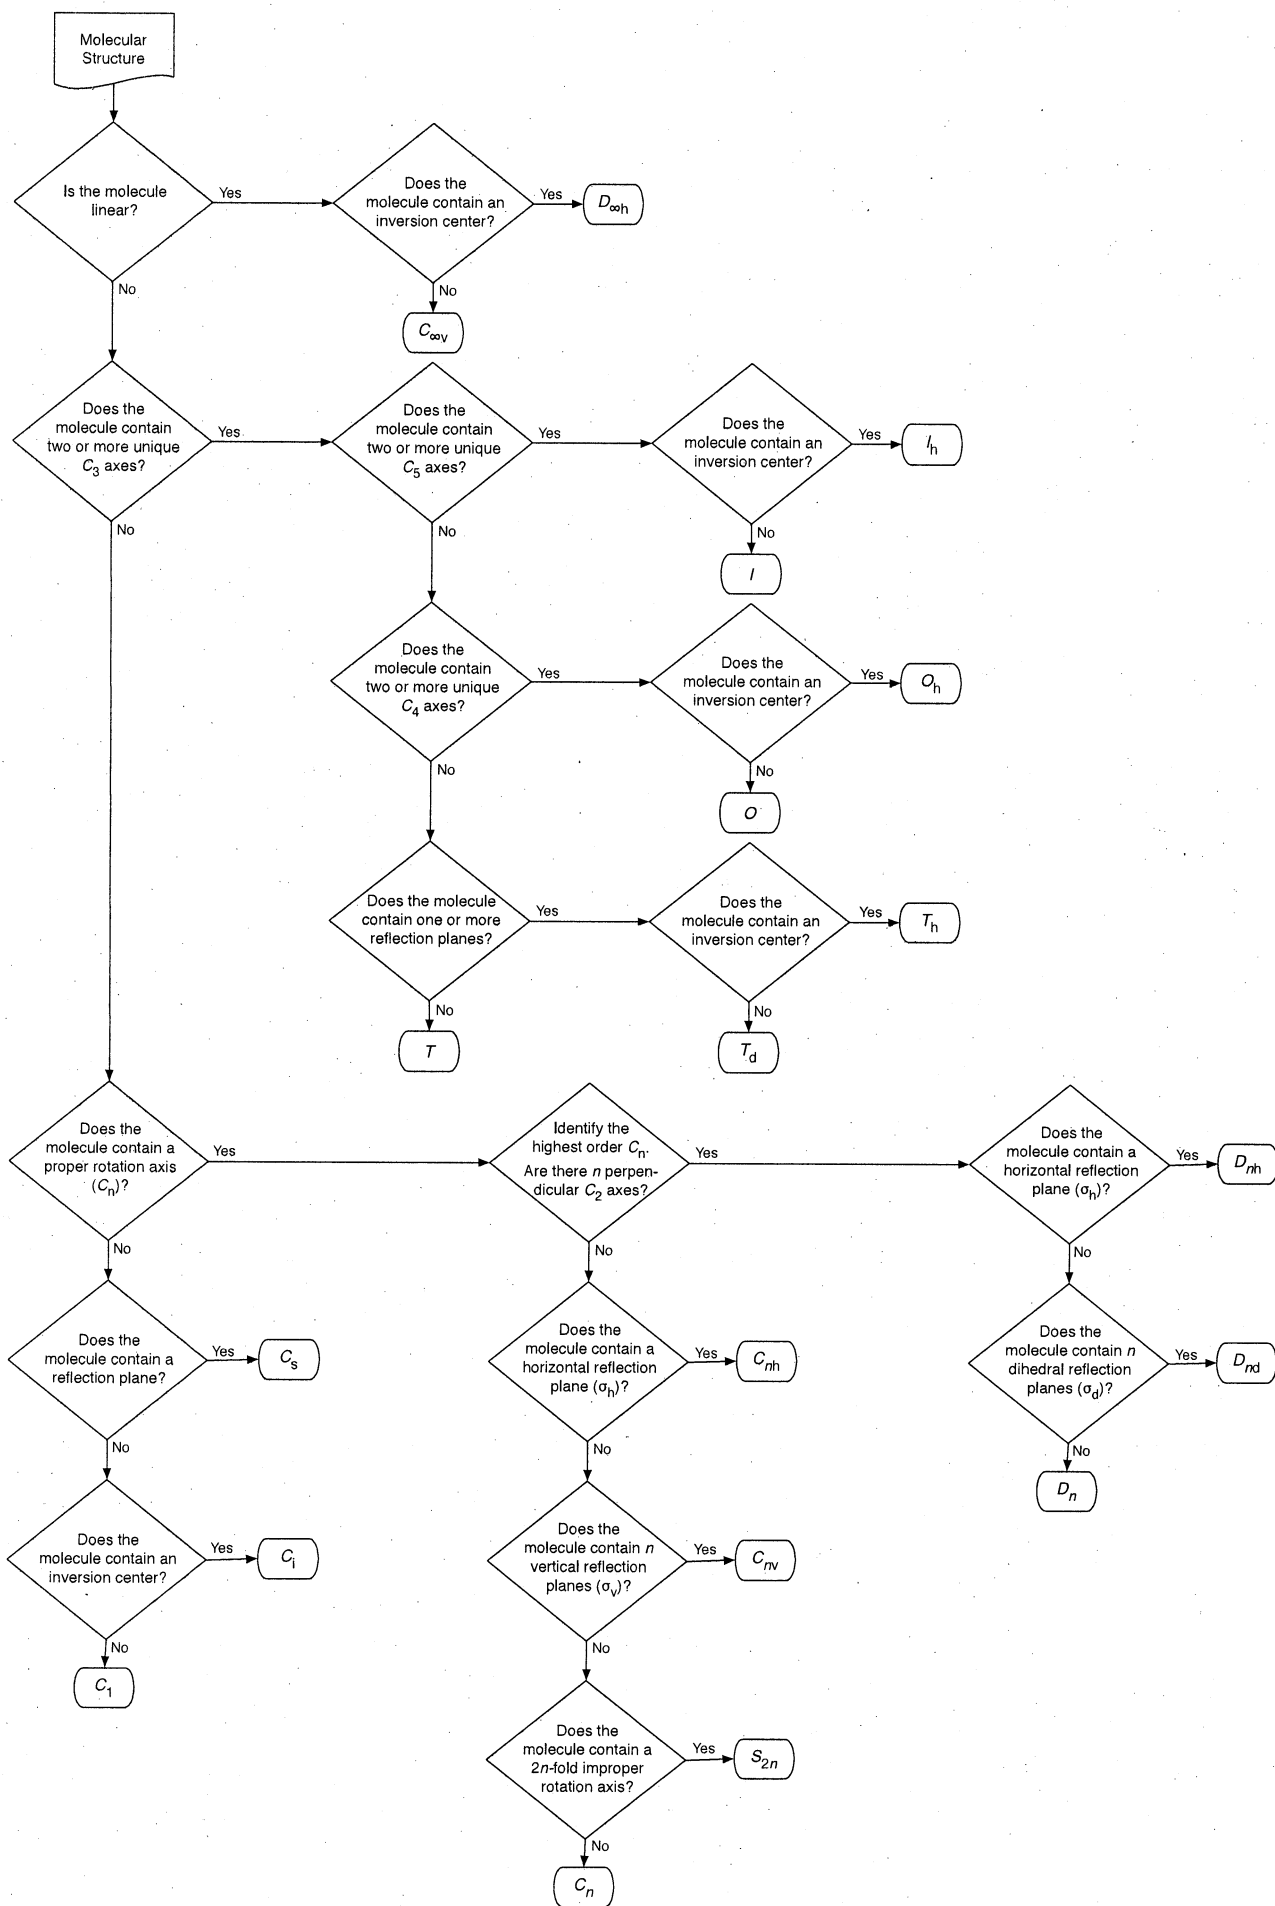 Molecular
Structure
Is the molecule
linear?
Yes
Does the
molecule contain an
inversion center?
Yes
D∞h
No
No
C∞v
Does the
molecule contain
two or more unique
C3 axes?
Yes
Does the
molecule contain
two or more unique
C5 axes?
Yes
Does the
molecule contain an
inversion center?
Yes
Ih
No
No
No
I
Does the
molecule contain
two or more unique
C4 axes?
Yes
Does the
molecule contain an
inversion center?
Yes
Oh
No
No
O
Does the molecule
contain one or more
reflection planes?
Yes
Does the
molecule contain an
inversion center?
Yes
Th
No
No
T
Td
Does the
molecule contain a
proper rotation axis
(Cn)?
Yes
Identify the
highest order Cn.
Are there n perpen-
dicular C2 axes?
Yes
Does the
molecule contain a
horizontal reflection
plane (σh)?
Yes
Dnh
No
No
No
Does the
molecule contain a
reflection plane?
Yes
Cs
Does the
molecule contain a
horizontal reflection
plane (σh)?
Yes
Cnh
Does the
molecule contain n
dihedral reflection
planes (σd)?
Yes
Dnd
No
No
No
Dn
Does the
molecule contain an
inversion center?
Yes
Ci
Does the
molecule contain n
vertical reflection
planes (σv)?
Yes
Cnv
No
No
C1
Does the
molecule contain a
2n-fold improper
rotation axis?
Yes
S2n
No
Cn